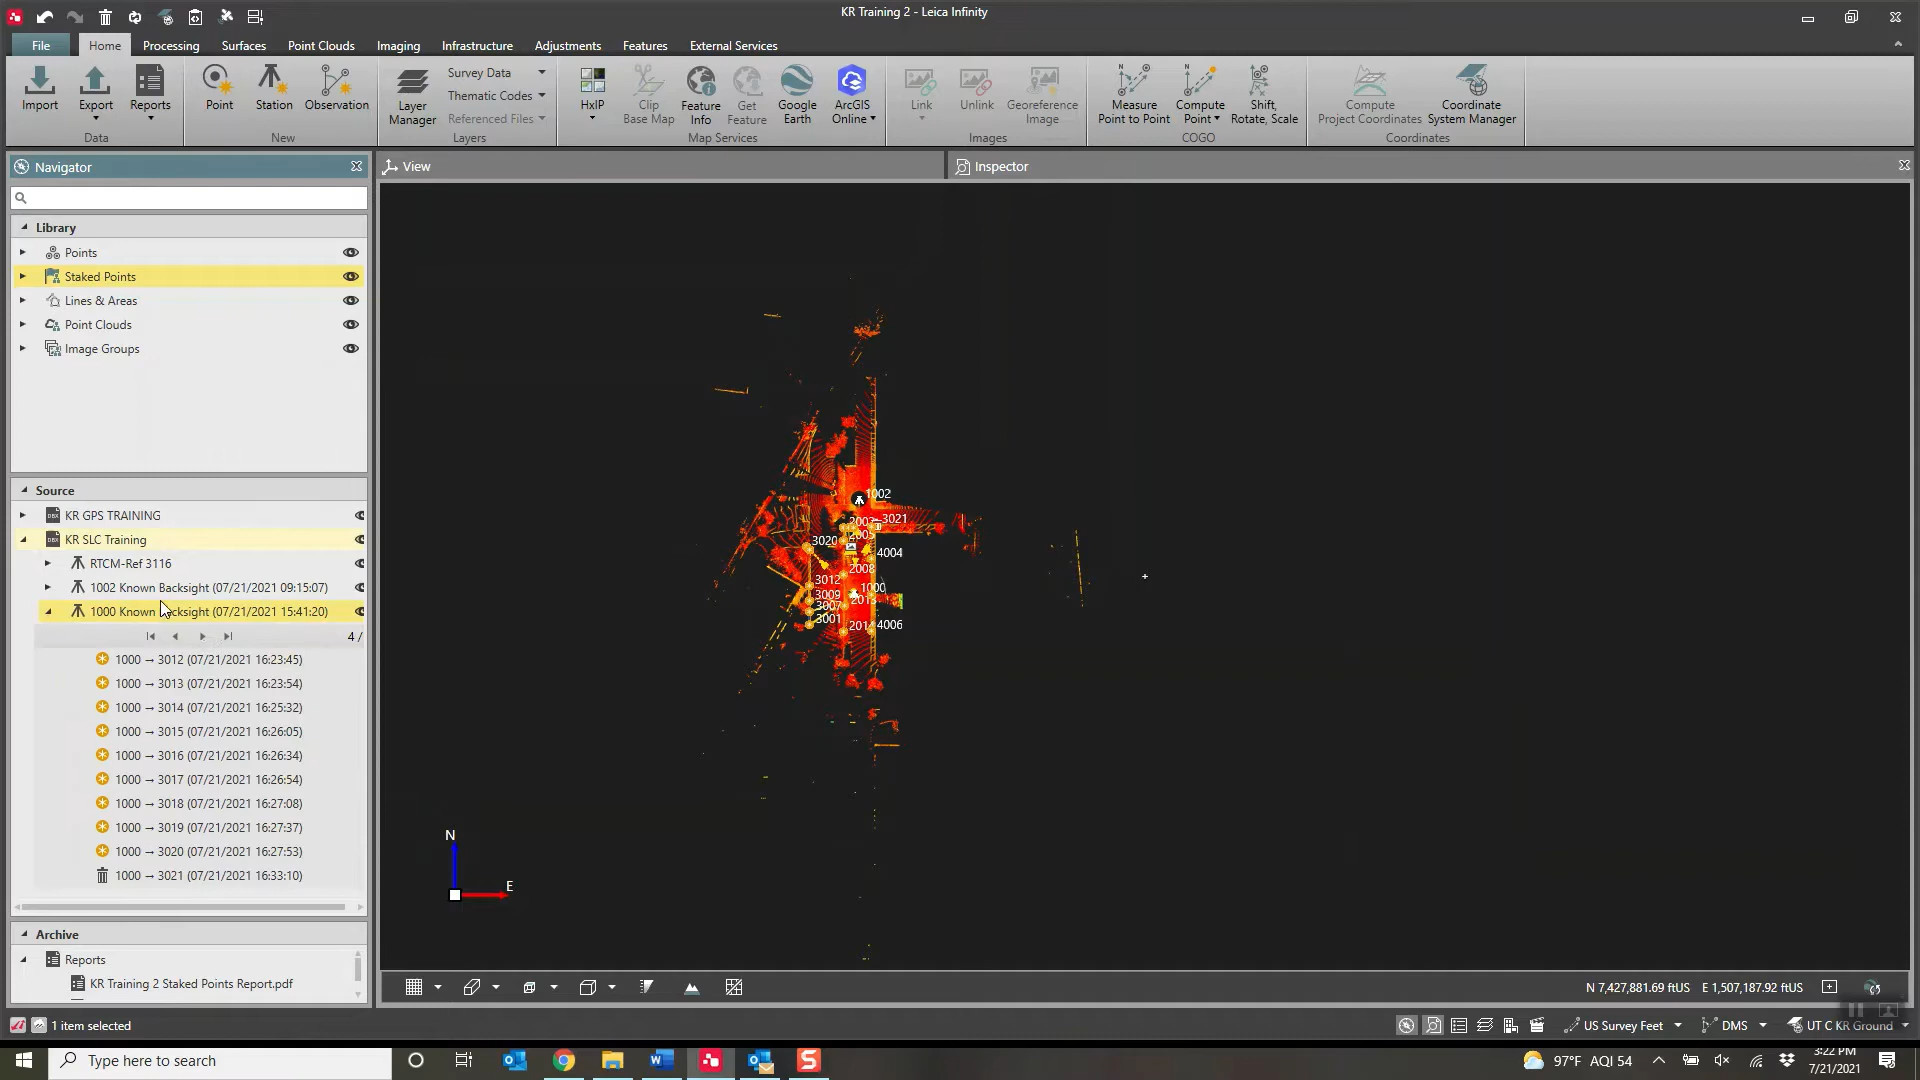 KR Training 2 - Leica Infinity
File Home Processing Surfaces Point Clouds Imaging Infrastructure Adjustments Features External Services
Import Export Reports
Data
Point Station Observation
New
Layer Manager
Survey Data
Thematic Codes
Referenced Files
Layers
HxIP
Clip Base Map
Feature Info
Get Feature
Google Earth
ArcGIS Online
Map Services
Link Unlink Georeference Image
Images
Measure Point to Point
Compute Point
Shift, Rotate, Scale
COGO
Compute Project Coordinates
Coordinate System Manager
Coordinates
Navigator
Library
Points
Staked Points
Lines & Areas
Point Clouds
Image Groups
Source
KR GPS TRAINING
KR SLC Training
RTCM-Ref 3116
1002 Known Backsight (07/21/2021 09:15:07)
1000 Known Backsight (07/21/2021 15:41:20)
4 /
1000 → 3012 (07/21/2021 16:23:45)
1000 → 3013 (07/21/2021 16:23:54)
1000 → 3014 (07/21/2021 16:25:32)
1000 → 3015 (07/21/2021 16:26:05)
1000 → 3016 (07/21/2021 16:26:34)
1000 → 3017 (07/21/2021 16:26:54)
1000 → 3018 (07/21/2021 16:27:08)
1000 → 3019 (07/21/2021 16:27:37)
1000 → 3020 (07/21/2021 16:27:53)
1000 → 3021 (07/21/2021 16:33:10)
Archive
Reports
KR Training 2 Staked Points Report.pdf
View
Inspector
1002
3021
3020
4004
2008
3012
1000
3009
2013
3007
3001
2014
4006
N
E
N 7,427,881.69 ftUS E 1,507,187.92 ftUS
1 item selected
US Survey Feet DMS UT C KR Ground
Type here to search
97°F AQI 54
3:22 PM
7/21/2021